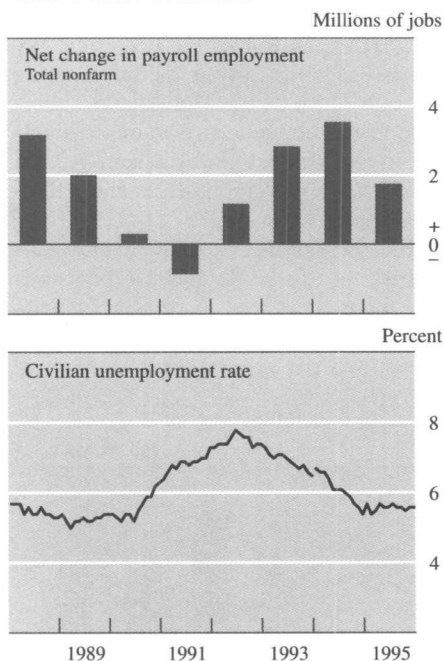 Millions of jobs
Net change in payroll employment
Total nonfarm
4
2
+
0
–
Percent
Civilian unemployment rate
8
6
4
1989 1991 1993 1995